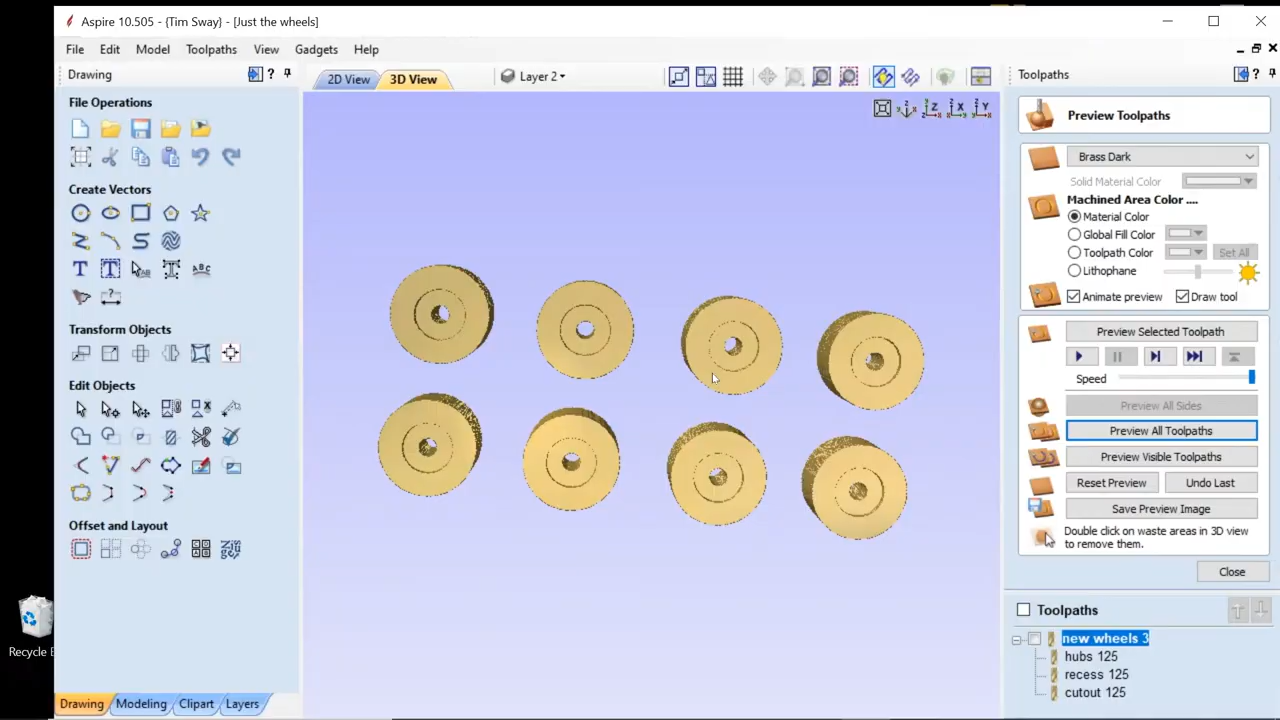 Aspire 10.505 - {Tim Sway} - [Just the wheels]
File Edit Model Toolpaths View Gadgets Help
Drawing
File Operations
Create Vectors
Transform Objects
Edit Objects
Offset and Layout
Drawing Modeling Clipart Layers
Recycle
2D View 3D View Layer 2
Toolpaths
Preview Toolpaths
Brass Dark
Solid Material Color
Machined Area Color ....
Material Color
Global Fill Color
Toolpath Color Set All
Lithophane
Animate preview Draw tool
Preview Selected Toolpath
Speed
Preview All Sides
Preview All Toolpaths
Preview Visible Toolpaths
Reset Preview Undo Last
Save Preview Image
Double click on waste areas in 3D view
to remove them.
Close
Toolpaths
new wheels 3
hubs 125
recess 125
cutout 125